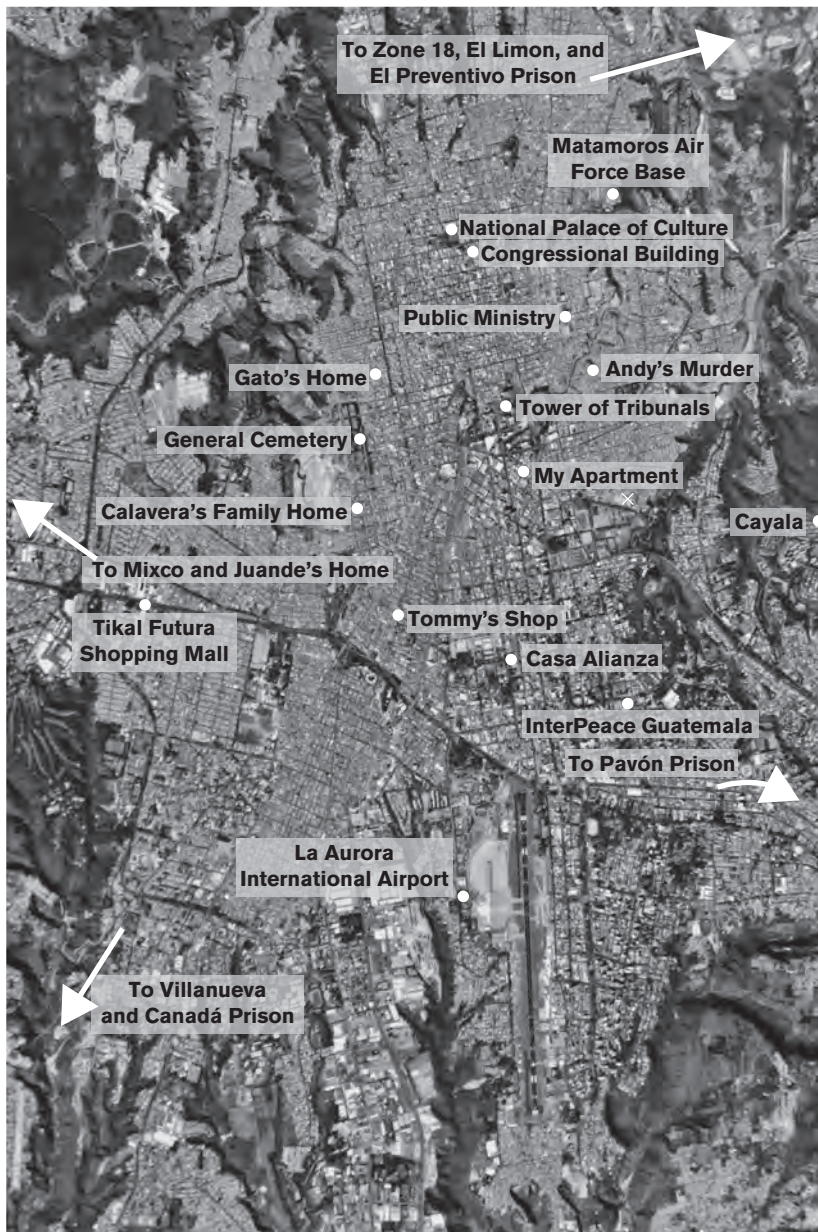 To Zone 18, El Limon, and
El Preventivo Prison
Matamoros Air
Force Base
National Palace of Culture
Congressional Building
Public Ministry
Andy’s Murder
Gato’s Home
Tower of Tribunals
General Cemetery
My Apartment
Calavera’s Family Home
Cayala
To Mixco and Juande’s Home
Tikal Futura
Shopping Mall
Tommy’s Shop
Casa Alianza
InterPeace Guatemala
To Pavón Prison
La Aurora
International Airport
To Villanueva
and Canadá Prison